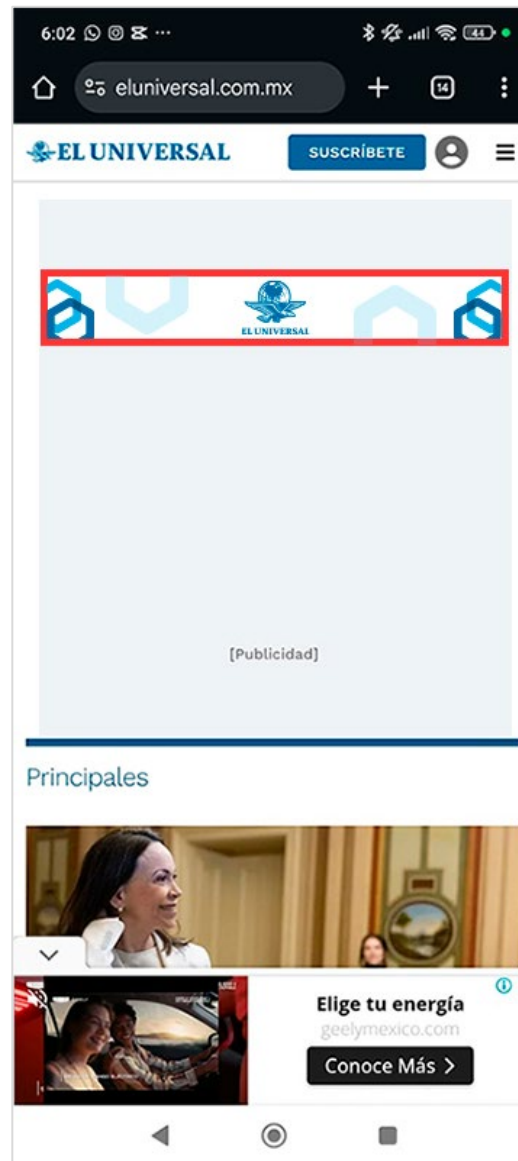 6:02
44
eluniversal.com.mx
14
EL UNIVERSAL
SUSCRÍBETE
EL UNIVERSAL
[Publicidad]
Principales
Elige tu energía
geelymexico.com
Conoce Más >